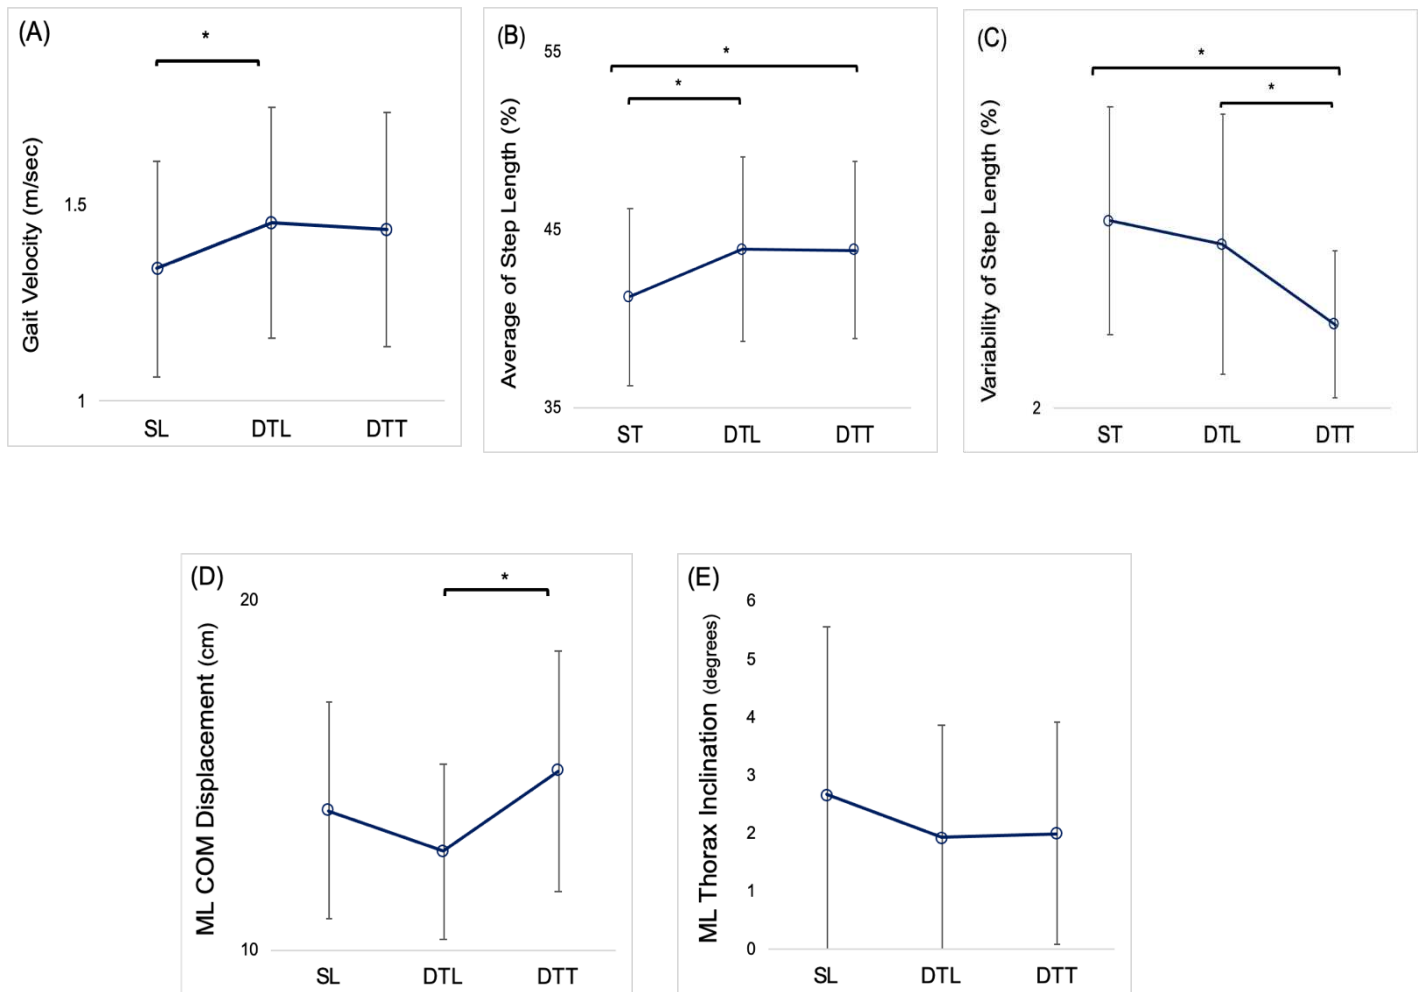 (A)
*
Gait Velocity (m/sec)
1.5
1
SL DTL DTT
(B)
55
*
*
Average of Step Length (%)
45
35
ST DTL DTT
(C)
*
*
Variability of Step Length (%)
2
ST DTL DTT
(D)
*
20
ML COM Displacement (cm)
10
SL DTL DTT
(E)
6
5
4
3
2
1
0
ML Thorax Inclination (degrees)
SL DTL DTT